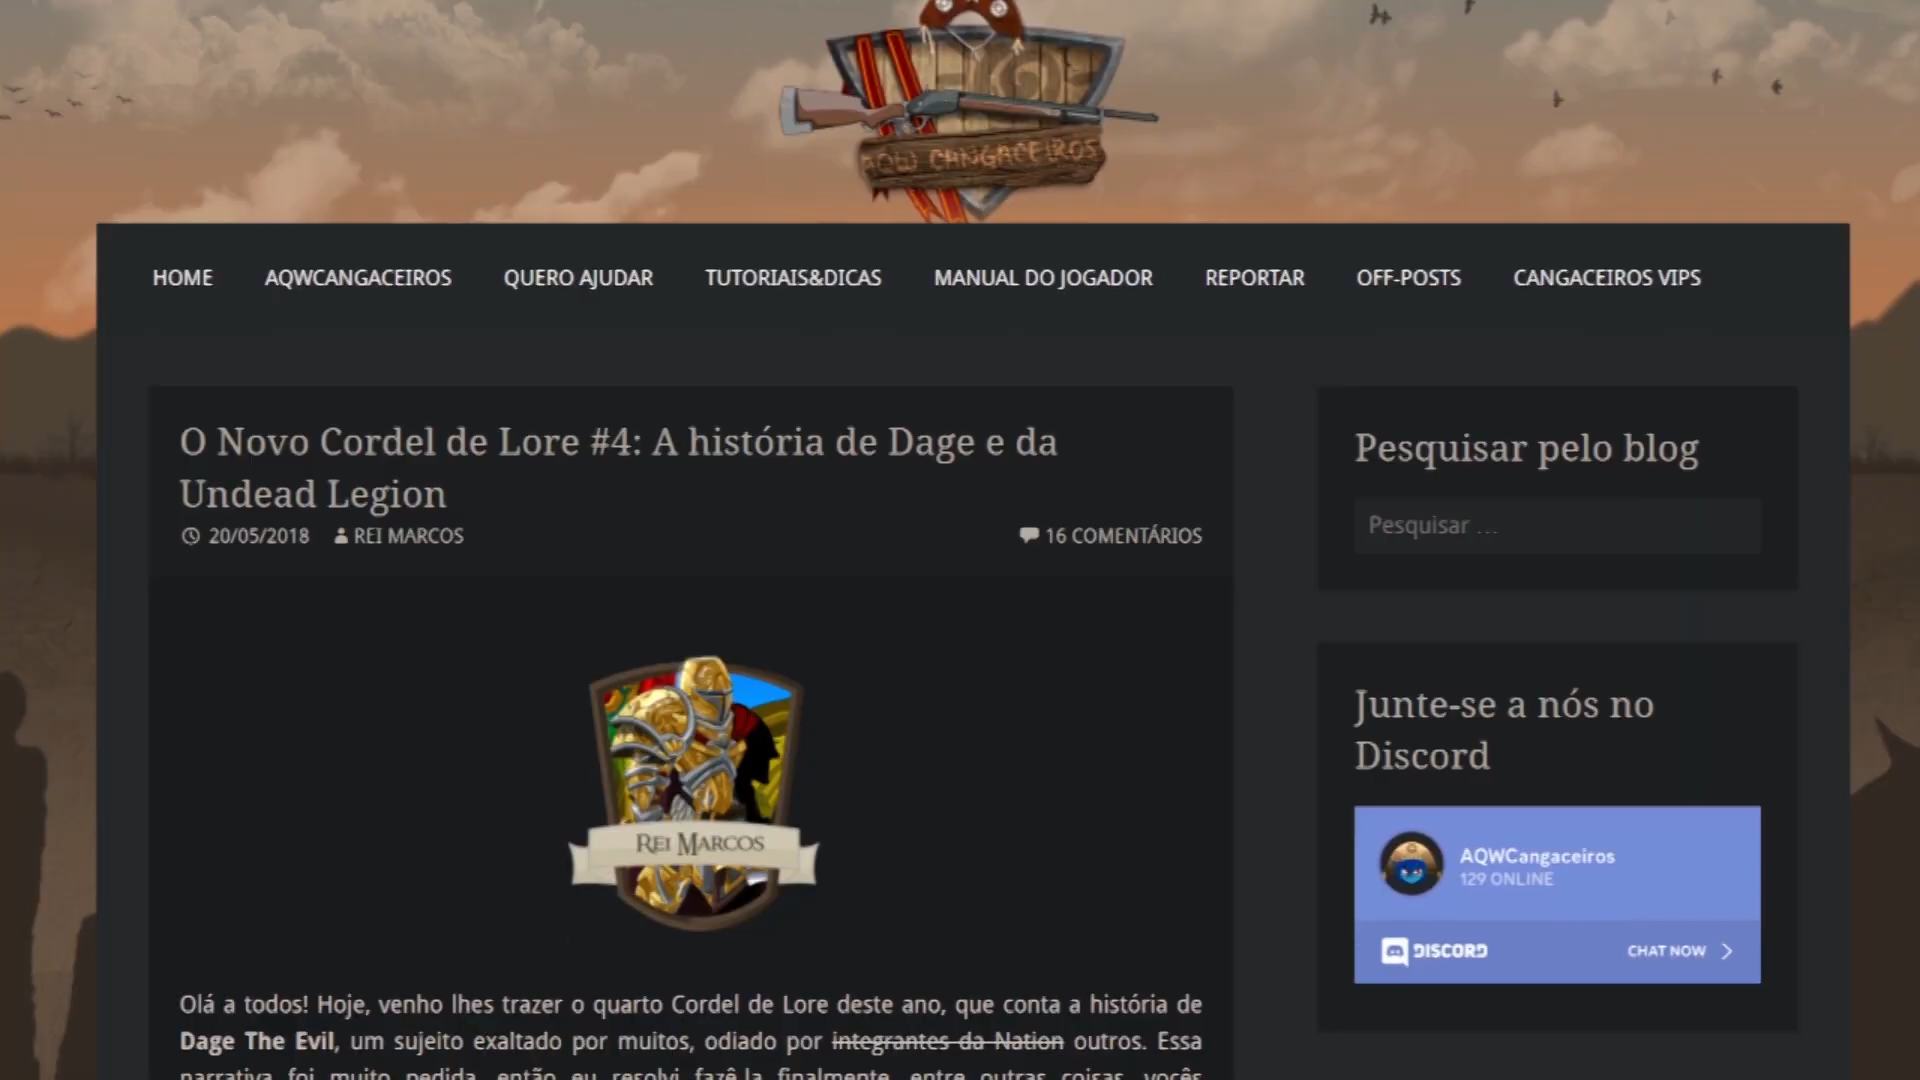 AQW CANGACEIROS
HOME AQWCANGACEIROS QUERO AJUDAR TUTORIAIS&DICAS MANUAL DO JOGADOR REPORTAR OFF-POSTS CANGACEIROS VIPS
O Novo Cordel de Lore #4: A história de Dage e da
Undead Legion
20/05/2018 REI MARCOS 16 COMENTÁRIOS
REI MARCOS
Olá a todos! Hoje, venho lhes trazer o quarto Cordel de Lore deste ano, que conta a história de
Dage The Evil, um sujeito exaltado por muitos, odiado por integrantes da Nation outros. Essa
narrativa foi muito pedida, então eu resolvi fazê-la finalmente, entre outras coisas, vocês
Pesquisar pelo blog
Pesquisar ...
Junte-se a nós no
Discord
AQWCangaceiros
129 ONLINE
DISCORD CHAT NOW